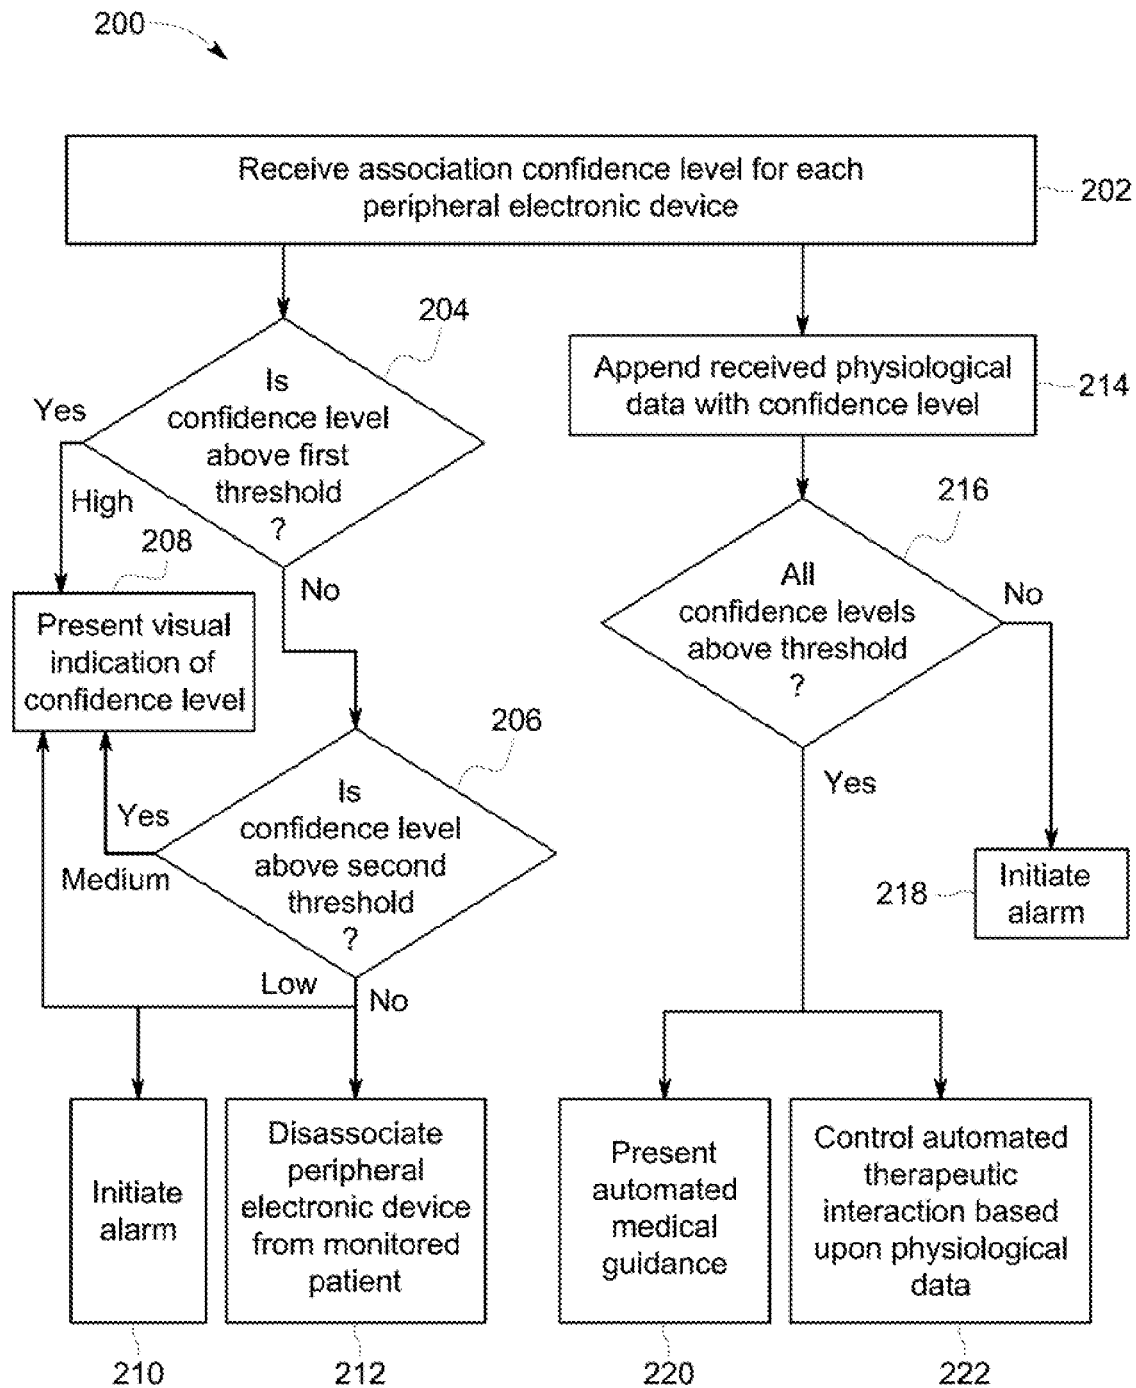 200
Receive association confidence level for each
peripheral electronic device
202
204
Is
confidence level
above first
threshold
?
Yes
High
No
208
Present visual
indication of
confidence level
206
Is
confidence level
above second
threshold
?
Yes
Medium
Low
No
Initiate
alarm
210
Disassociate
peripheral
electronic device
from monitored
patient
212
Append received physiological
data with confidence level
214
216
All
confidence levels
above threshold
?
No
Yes
218
Initiate
alarm
Present
automated
medical
guidance
220
Control automated
therapeutic
interaction based
upon physiological
data
222